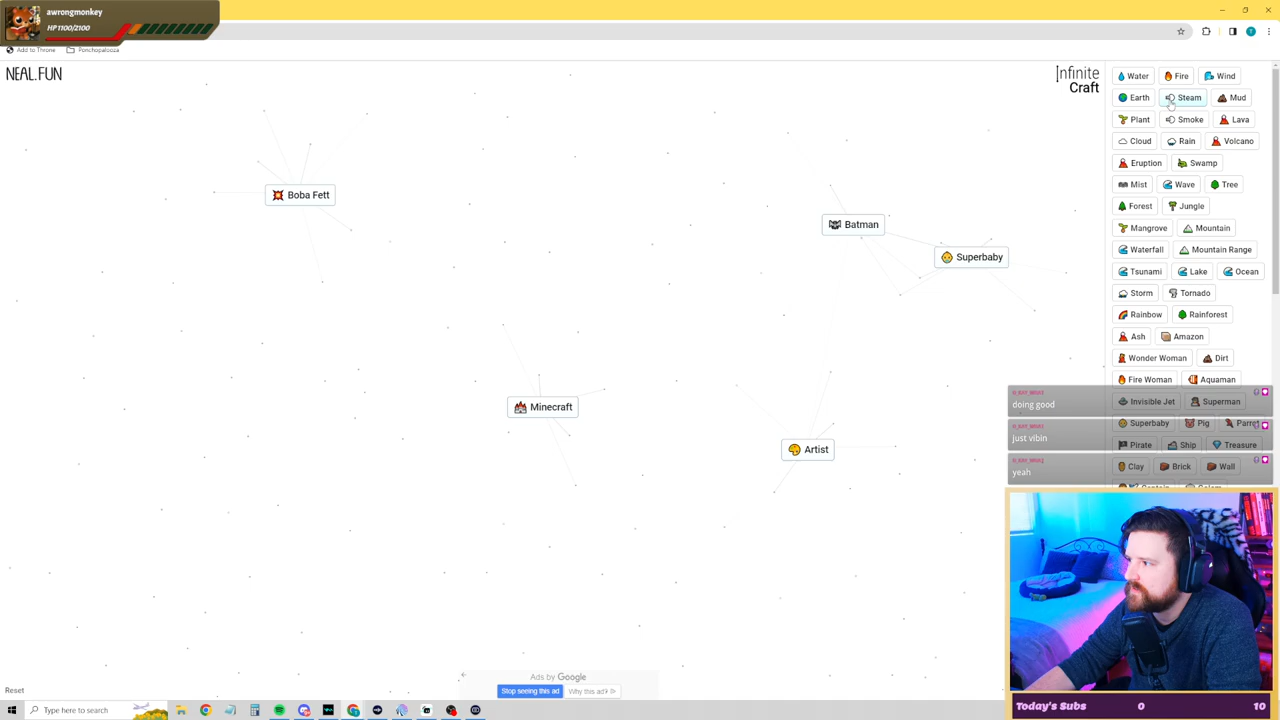 awrongmonkey
HP 1100/2100
Add to Throne
Ponchopalooza
NEAL.FUN
Infinite
Craft
Boba Fett
Batman
Superbaby
Minecraft
Artist
Water Fire Wind
Earth Steam Mud
Plant Smoke Lava
Cloud Rain Volcano
Eruption Swamp
Mist Wave Tree
Forest Jungle
Mangrove Mountain
Waterfall Mountain Range
Tsunami Lake Ocean
Storm Tornado
Rainbow Rainforest
Ash Amazon
Wonder Woman Dirt
Fire Woman Aquaman
Invisible Jet Superman
Superbaby Pig Parrot
Pirate Ship Treasure
Clay Brick Wall
Captain Golem
doing good
just vibin
yeah
Ads by Google
Stop seeing this ad Why this ad?
Reset
Type here to search
Today's Subs 0 10